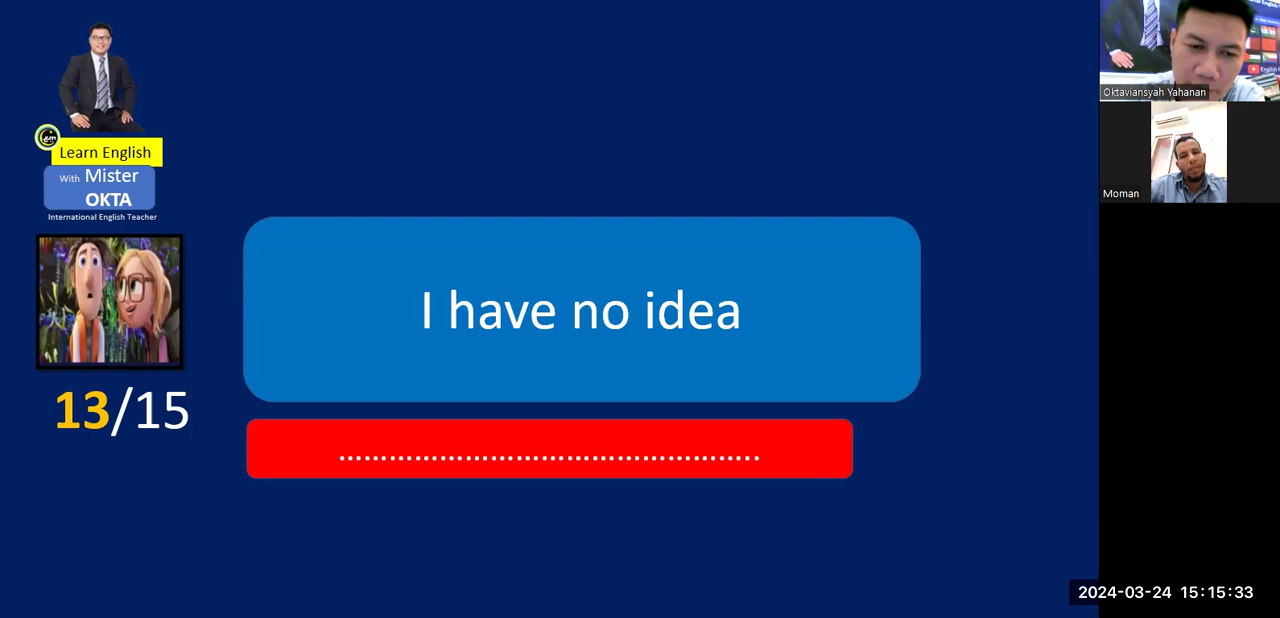 Learn English
With Mister
OKTA
International English Teacher
I have no idea
13/15
...................................................
Oktaviansyah Yahanan
Moman
2024-03-24 15:15:33